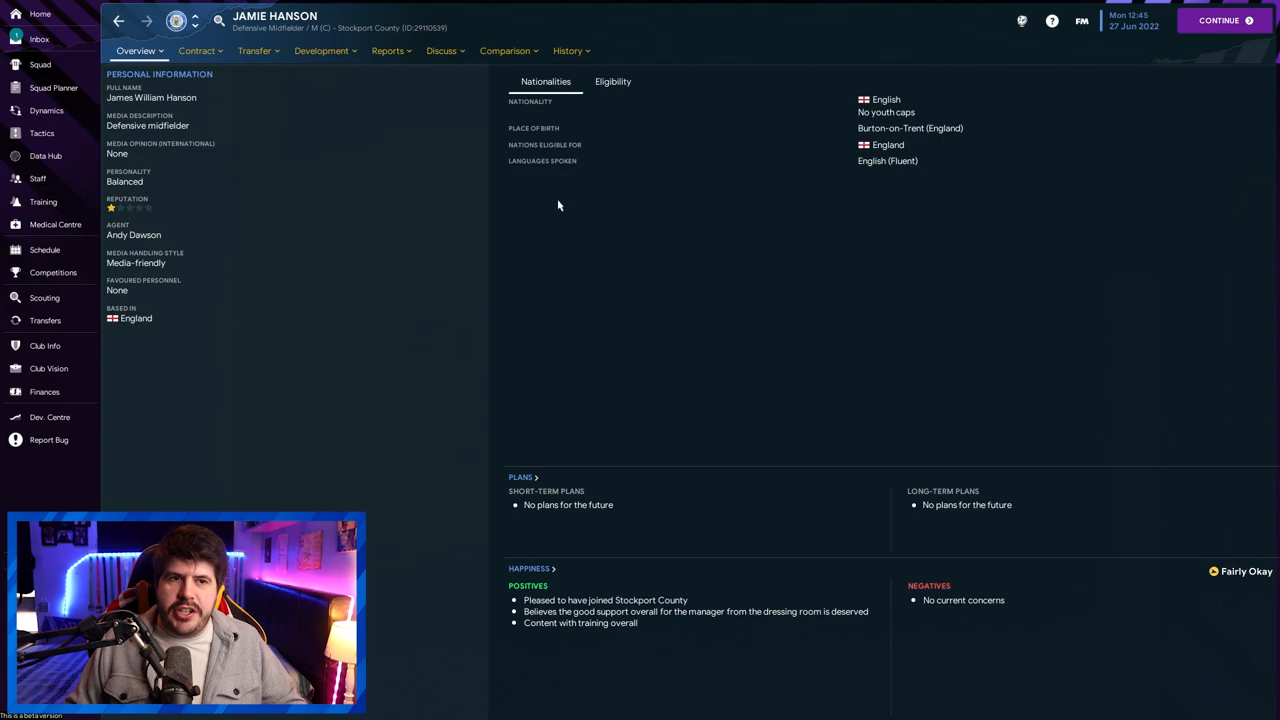 Home
Inbox
1
Squad
Squad Planner
Dynamics
Tactics
Data Hub
Staff
Training
Medical Centre
Schedule
Competitions
Scouting
Transfers
Club Info
Club Vision
Finances
Dev. Centre
Report Bug
This is a beta version
JAMIE HANSON
Defensive Midfielder / M (C) - Stockport County (ID:29110539)
FM
Mon 12:45
27 Jun 2022
CONTINUE
Overview
Contract
Transfer
Development
Reports
Discuss
Comparison
History
PERSONAL INFORMATION
FULL NAME
James William Hanson
MEDIA DESCRIPTION
Defensive midfielder
MEDIA OPINION (INTERNATIONAL)
None
PERSONALITY
Balanced
REPUTATION
AGENT
Andy Dawson
MEDIA HANDLING STYLE
Media-friendly
FAVOURED PERSONNEL
None
BASED IN
England
Nationalities Eligibility
NATIONALITY English
No youth caps
PLACE OF BIRTH Burton-on-Trent (England)
NATIONS ELIGIBLE FOR England
LANGUAGES SPOKEN English (Fluent)
PLANS
SHORT-TERM PLANS
No plans for the future
LONG-TERM PLANS
No plans for the future
HAPPINESS
Fairly Okay
POSITIVES
Pleased to have joined Stockport County
Believes the good support overall for the manager from the dressing room is deserved
Content with training overall
NEGATIVES
No current concerns